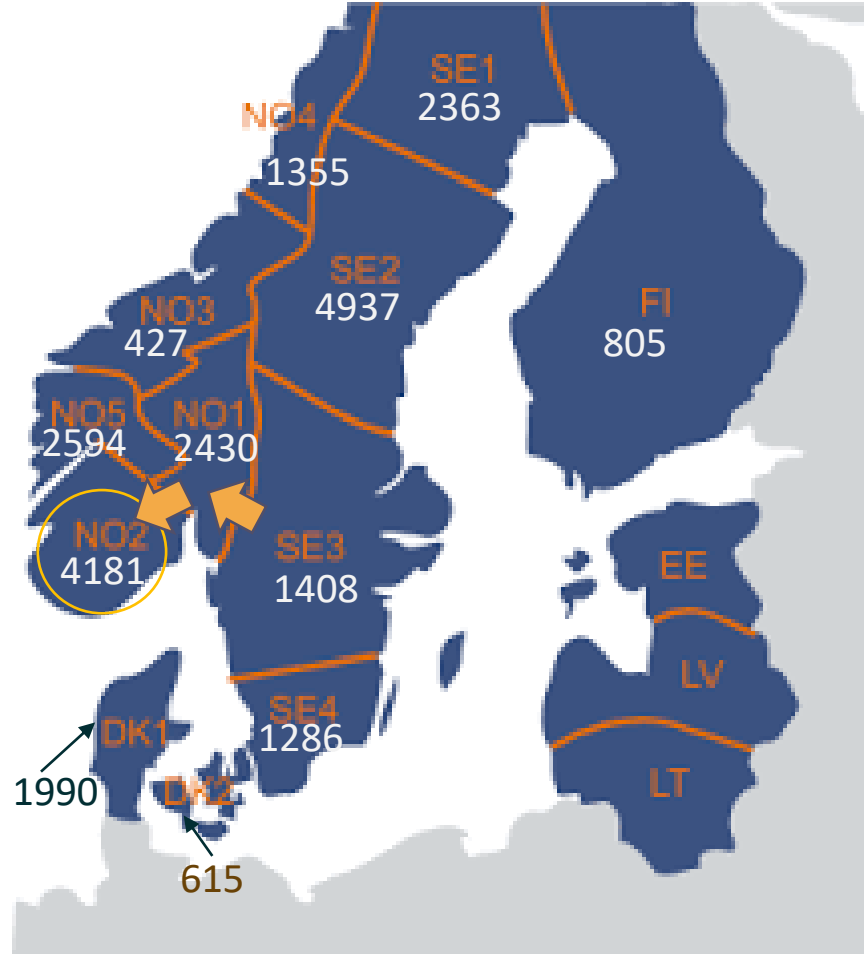 SE1
2363
NO4
1355
SE2
4937
NO3
427
FI
805
NO5
2594
NO1
2430
NO2
4181
SE3
1408
EE
LV
SE4
1286
DK1
1990
LT
DK2
615